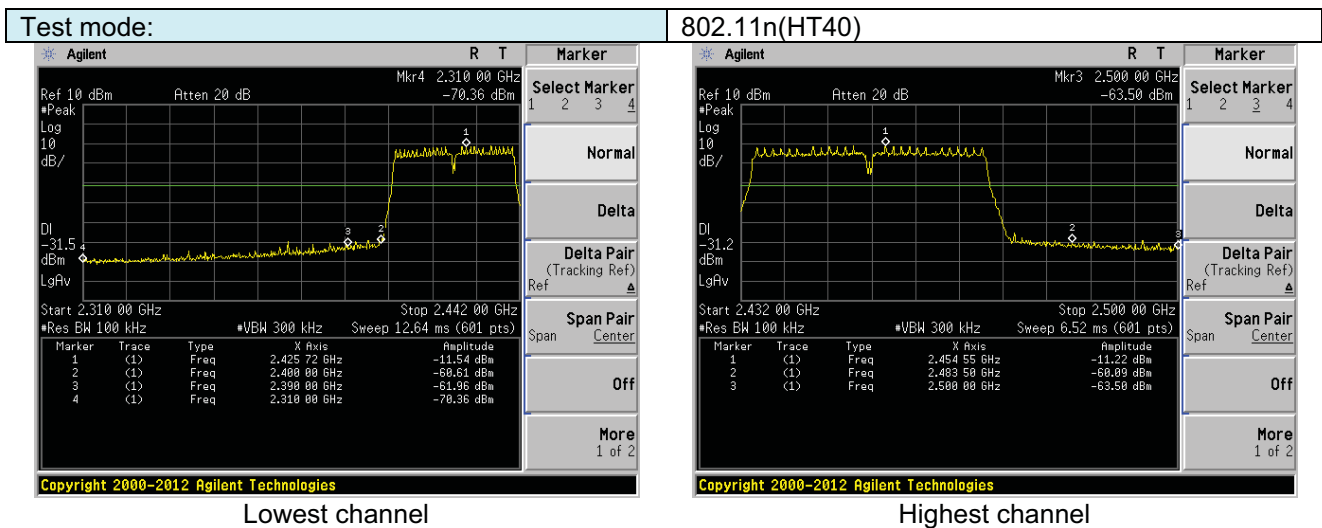 Test mode: 802.11n(HT40)
Agilent R T Marker
Mkr4 2.310 00 GHz
Ref 10 dBm Atten 20 dB -70.36 dBm
#Peak
Log
10
dB/
1
3 2
4
DI
-31.5
dBm
LgAv
Start 2.310 00 GHz Stop 2.442 00 GHz
#Res BW 100 kHz #VBW 300 kHz Sweep 12.64 ms (601 pts)
Marker Trace Type X Axis Amplitude
1 (1) Freq 2.425 72 GHz -11.54 dBm
2 (1) Freq 2.400 00 GHz -60.61 dBm
3 (1) Freq 2.390 00 GHz -61.96 dBm
4 (1) Freq 2.310 00 GHz -70.36 dBm
Select Marker
1 2 3 4
Normal
Delta
Delta Pair
(Tracking Ref)
Ref Δ
Span Pair
Span Center
Off
More
1 of 2
Copyright 2000-2012 Agilent Technologies
Lowest channel
Agilent R T Marker
Mkr3 2.500 00 GHz
Ref 10 dBm Atten 20 dB -63.50 dBm
#Peak
Log
10
dB/
1
2
3
DI
-31.2
dBm
LgAv
Start 2.432 00 GHz Stop 2.500 00 GHz
#Res BW 100 kHz #VBW 300 kHz Sweep 6.52 ms (601 pts)
Marker Trace Type X Axis Amplitude
1 (1) Freq 2.454 55 GHz -11.22 dBm
2 (1) Freq 2.483 50 GHz -60.09 dBm
3 (1) Freq 2.500 00 GHz -63.50 dBm
Select Marker
1 2 3 4
Normal
Delta
Delta Pair
(Tracking Ref)
Ref Δ
Span Pair
Span Center
Off
More
1 of 2
Copyright 2000-2012 Agilent Technologies
Highest channel